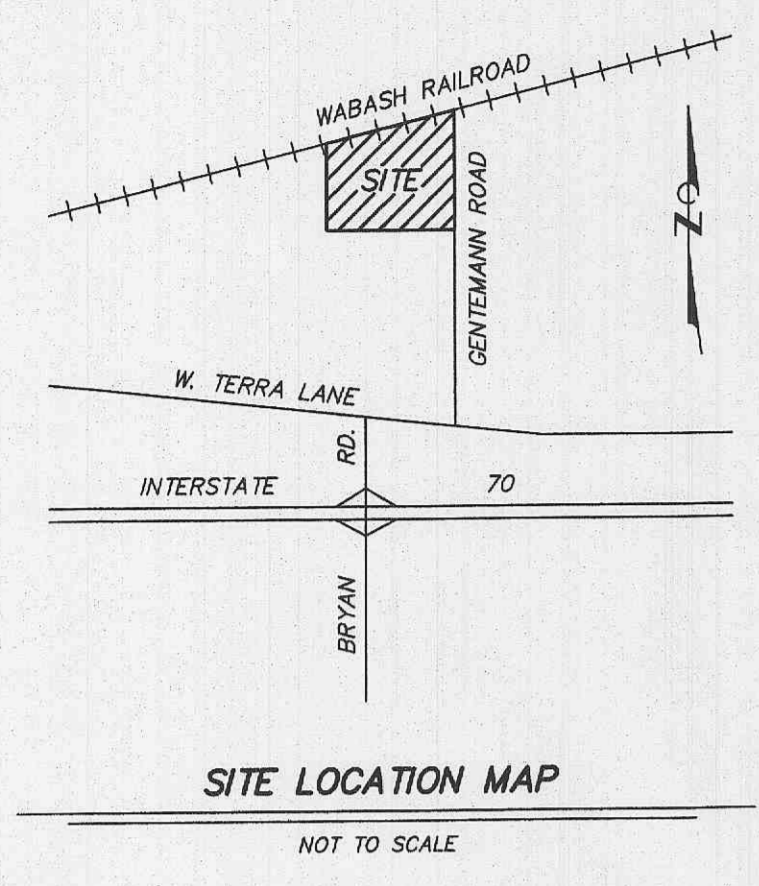 WABASH RAILROAD
SITE
GENTEMANN ROAD
N
W. TERRA LANE
RD.
INTERSTATE 70
BRYAN
SITE LOCATION MAP
NOT TO SCALE